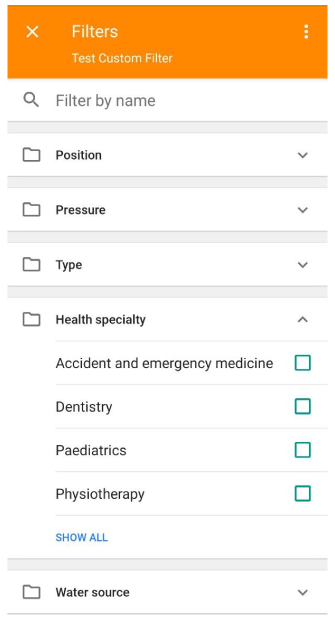 Filters
Test Custom Filter
Filter by name
Position
Pressure
Type
Health specialty
Accident and emergency medicine
Dentistry
Paediatrics
Physiotherapy
SHOW ALL
Water source